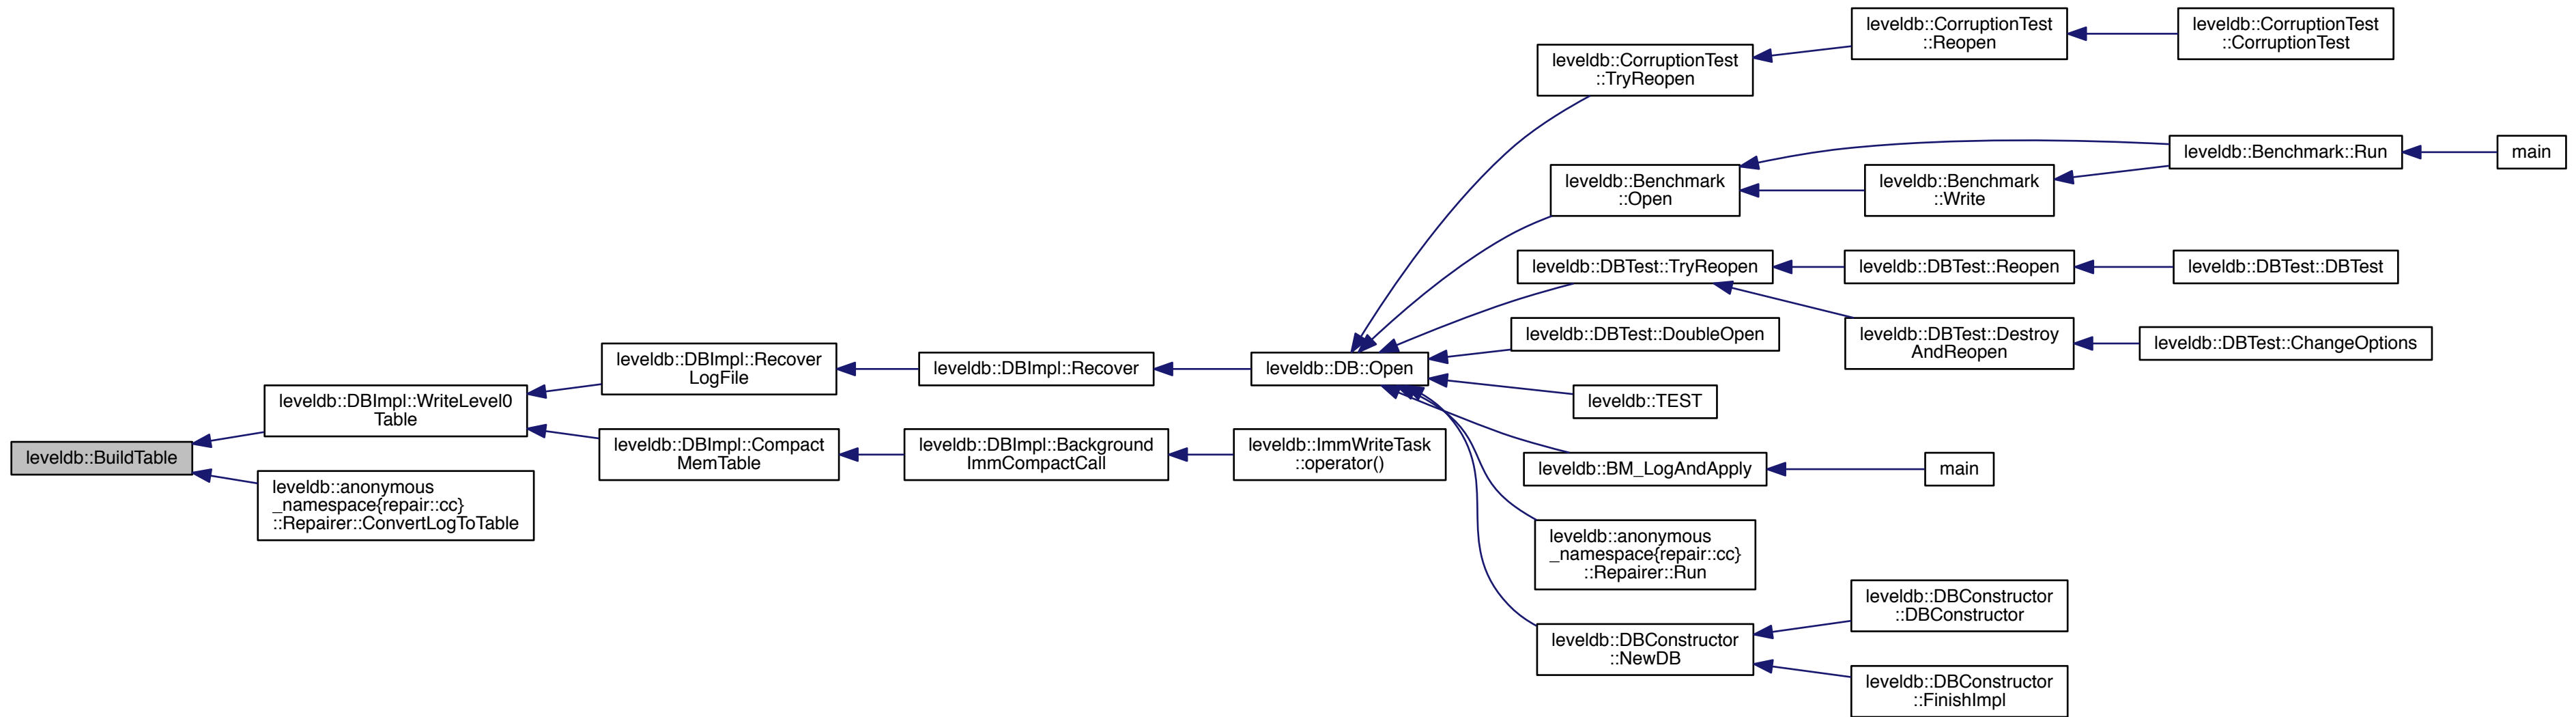 leveldb::CorruptionTest
::Reopen
leveldb::CorruptionTest
::CorruptionTest
leveldb::CorruptionTest
::TryReopen
leveldb::Benchmark::Run
main
leveldb::Benchmark
::Open
leveldb::Benchmark
::Write
leveldb::DBTest::TryReopen
leveldb::DBTest::Reopen
leveldb::DBTest::DBTest
leveldb::DBTest::DoubleOpen
leveldb::DBTest::Destroy
AndReopen
leveldb::DBTest::ChangeOptions
leveldb::DBImpl::Recover
LogFile
leveldb::DBImpl::Recover
leveldb::DB::Open
leveldb::TEST
leveldb::DBImpl::WriteLevel0
Table
leveldb::BuildTable
leveldb::DBImpl::Compact
MemTable
leveldb::DBImpl::Background
ImmCompactCall
leveldb::ImmWriteTask
::operator()
leveldb::BM_LogAndApply
main
leveldb::anonymous
_namespace{repair::cc}
::Repairer::ConvertLogToTable
leveldb::anonymous
_namespace{repair::cc}
::Repairer::Run
leveldb::DBConstructor
::DBConstructor
leveldb::DBConstructor
::NewDB
leveldb::DBConstructor
::FinishImpl